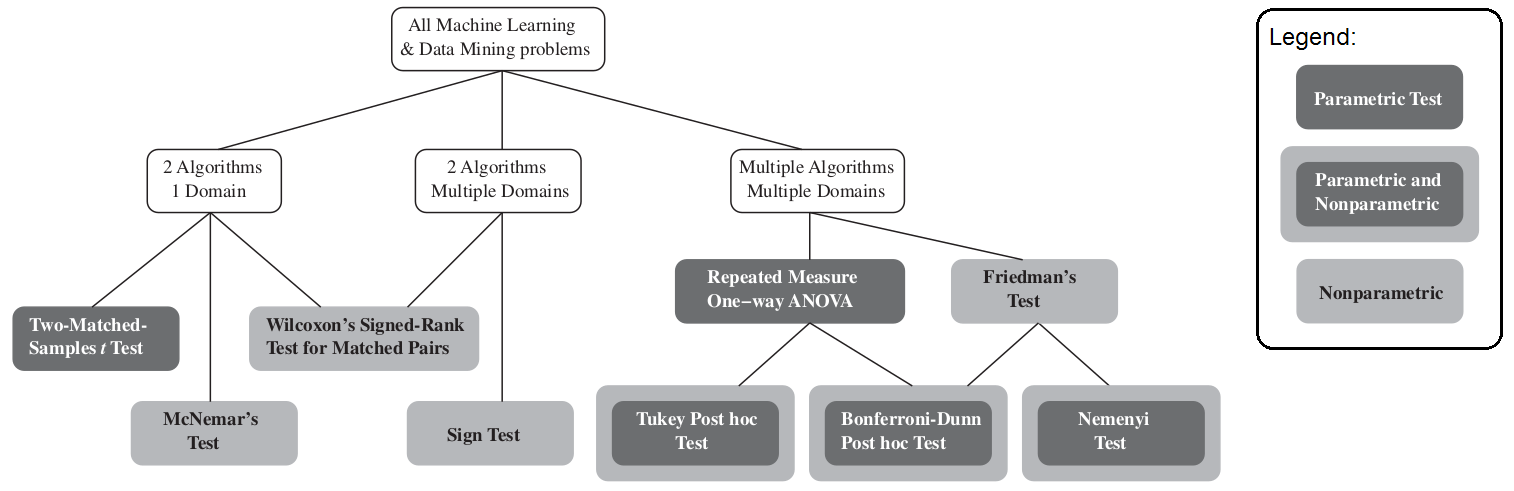 All Machine Learning
& Data Mining problems
Legend:
Parametric Test
Parametric and
Nonparametric
Nonparametric
2 Algorithms
1 Domain
2 Algorithms
Multiple Domains
Multiple Algorithms
Multiple Domains
Repeated Measure
One-way ANOVA
Friedman's
Test
Two-Matched-
Samples t Test
Wilcoxon's Signed-Rank
Test for Matched Pairs
McNemar's
Test
Sign Test
Tukey Post hoc
Test
Bonferroni-Dunn
Post hoc Test
Nemenyi
Test